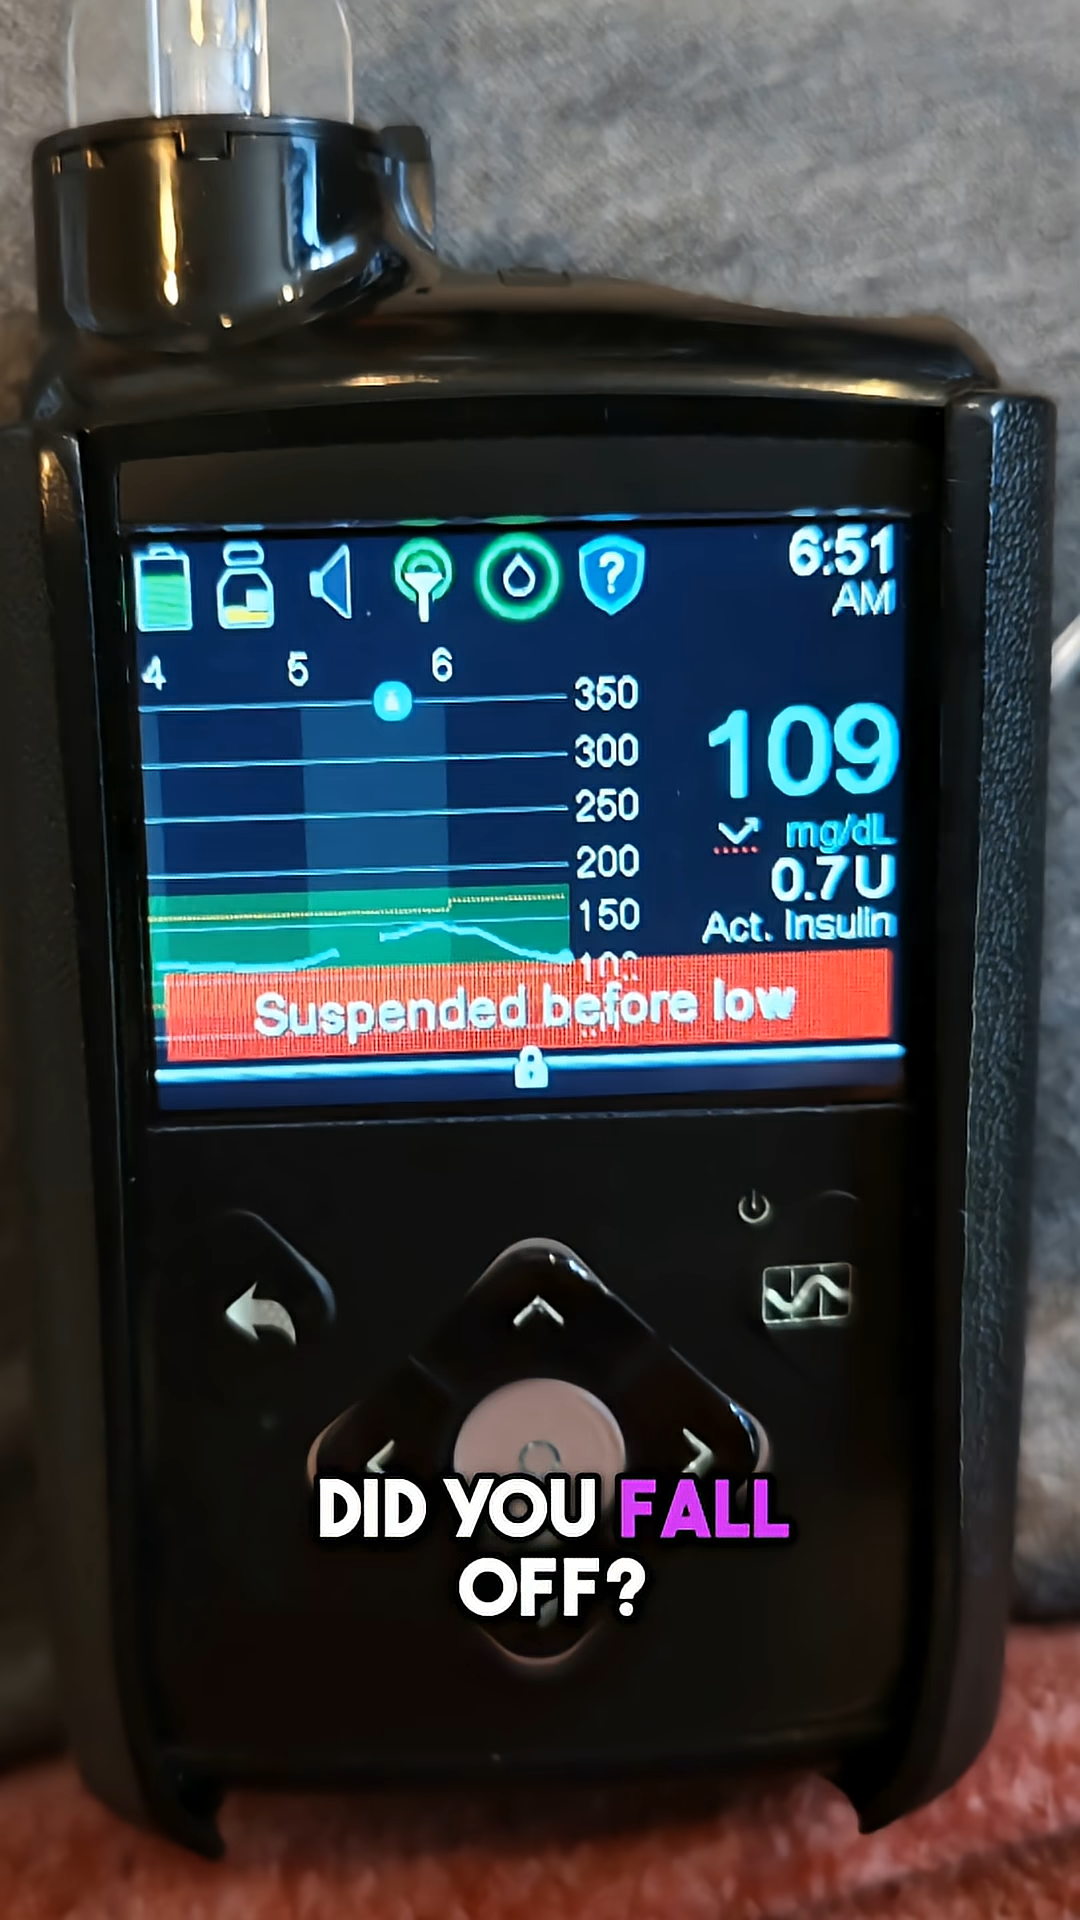 6:51
AM
4 5 6
350
300
109
250
mg/dL
200
0.7U
150
Act. Insulin
Suspended before low
DID YOU FALL
OFF?